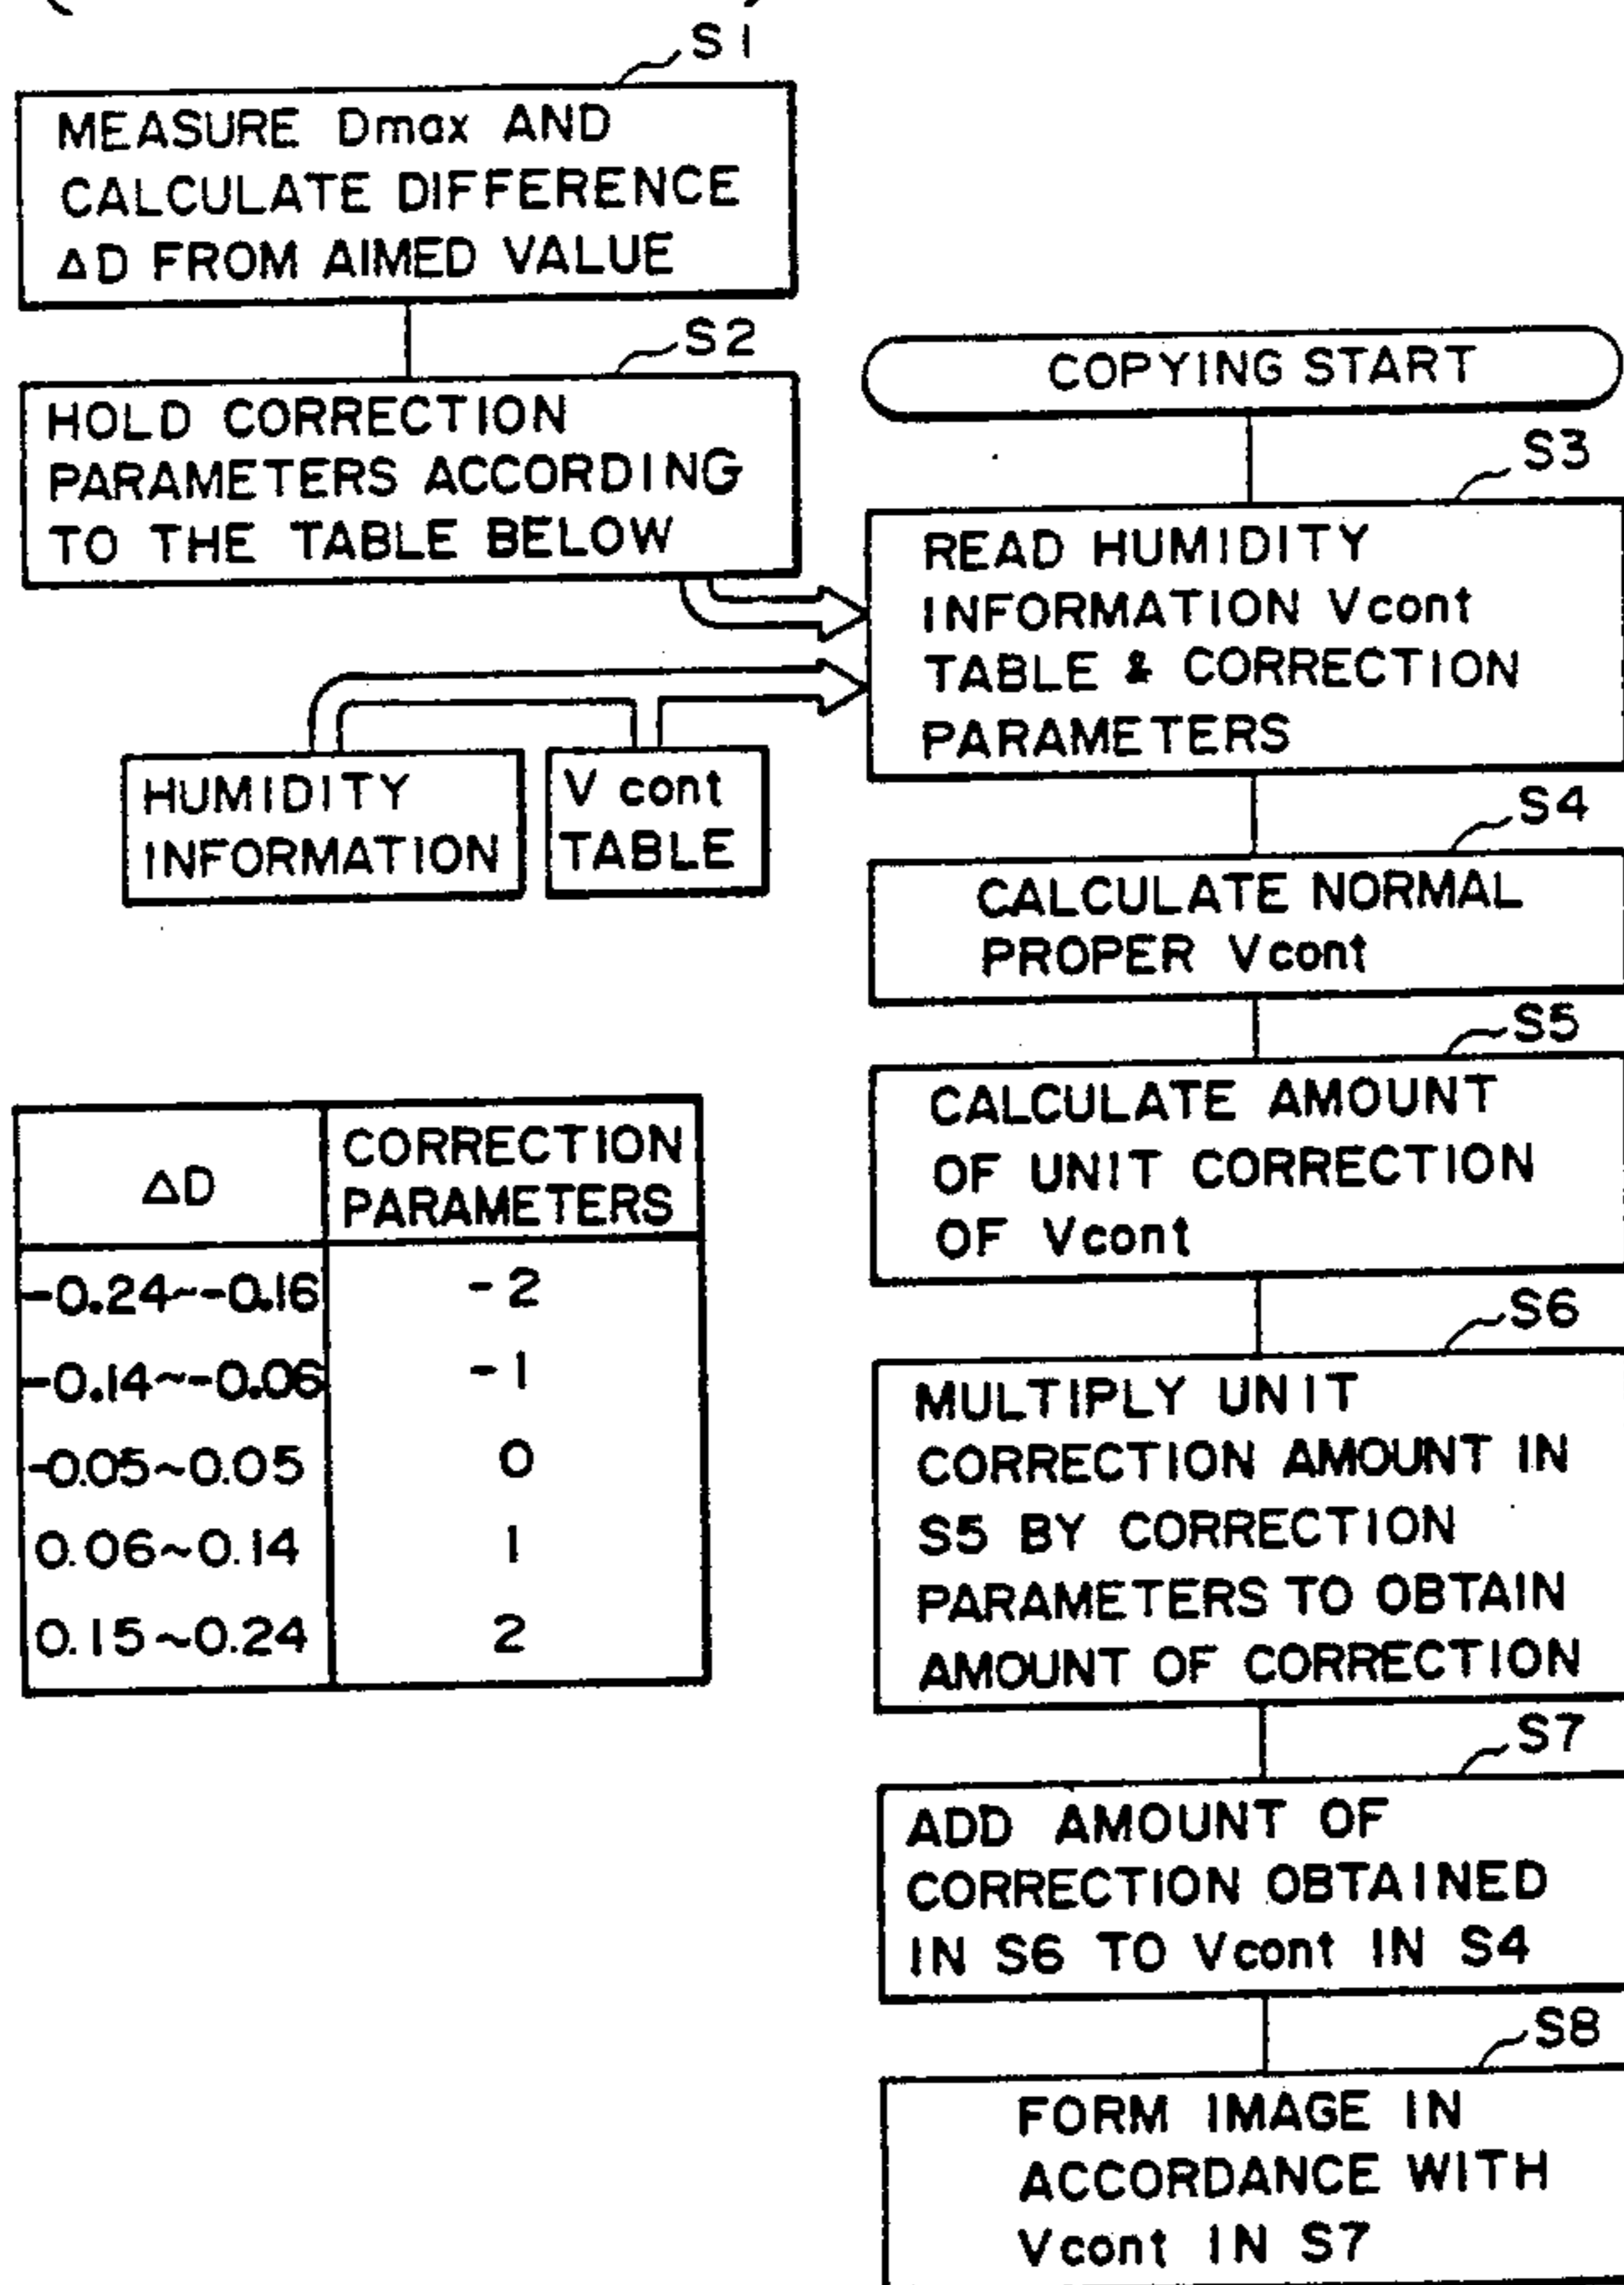 S1
MEASURE Dmax AND
CALCULATE DIFFERENCE
ΔD FROM AIMED VALUE
S2
HOLD CORRECTION
PARAMETERS ACCORDING
TO THE TABLE BELOW
COPYING START
S3
READ HUMIDITY
INFORMATION Vcont
TABLE & CORRECTION
PARAMETERS
HUMIDITY
INFORMATION
V cont
TABLE
S4
CALCULATE NORMAL
PROPER Vcont
S5
CALCULATE AMOUNT
OF UNIT CORRECTION
OF Vcont
ΔD
CORRECTION
PARAMETERS
-0.24~-0.16 -2
-0.14~-0.06 -1
-0.05~0.05 0
0.06~0.14 1
0.15~0.24 2
S6
MULTIPLY UNIT
CORRECTION AMOUNT IN
S5 BY CORRECTION
PARAMETERS TO OBTAIN
AMOUNT OF CORRECTION
S7
ADD AMOUNT OF
CORRECTION OBTAINED
IN S6 TO Vcont IN S4
S8
FORM IMAGE IN
ACCORDANCE WITH
Vcont IN S7